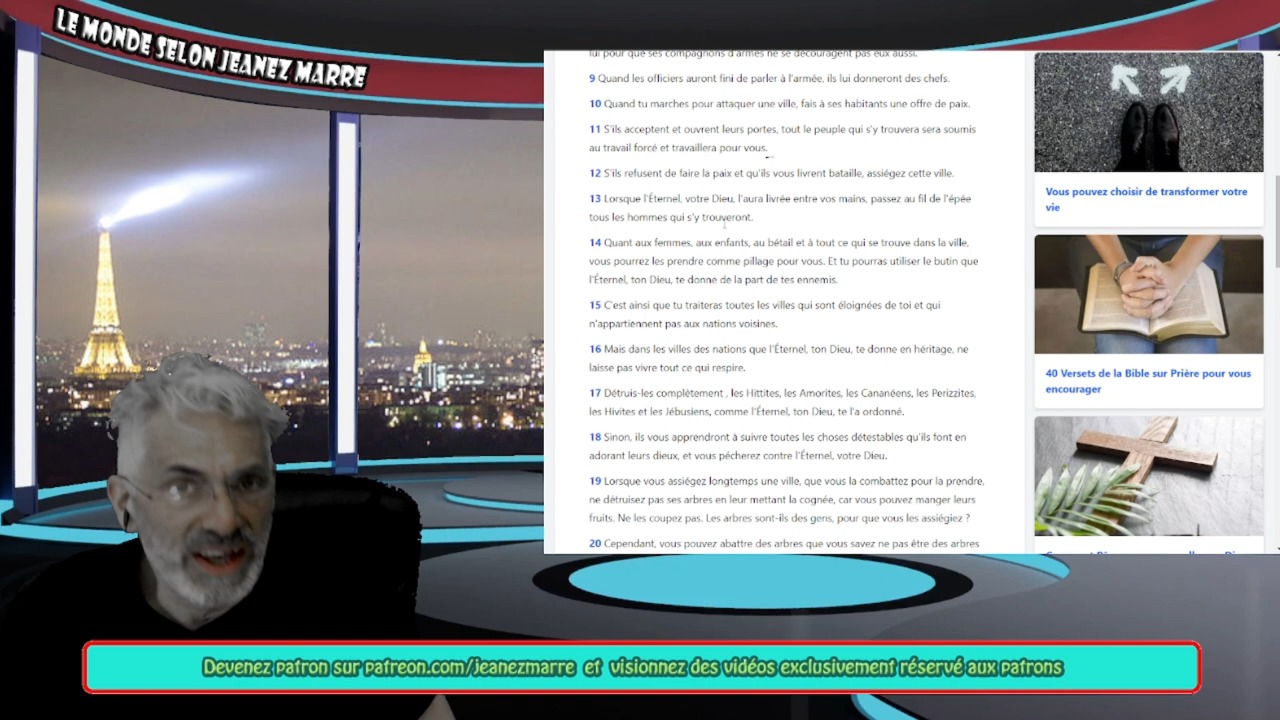 LE MONDE SELON JEANEZ MARRE
lui pour que ses compagnons d'armes ne se découragent pas eux aussi.
9 Quand les officiers auront fini de parler à l'armée, ils lui donneront des chefs.
10 Quand tu marches pour attaquer une ville, fais à ses habitants une offre de paix.
11 S'ils acceptent et ouvrent leurs portes, tout le peuple qui s'y trouvera sera soumis
au travail forcé et travaillera pour vous.
12 S'ils refusent de faire la paix et qu'ils vous livrent bataille, assiégez cette ville.
13 Lorsque l'Éternel, votre Dieu, l'aura livrée entre vos mains, passez au fil de l'épée
tous les hommes qui s'y trouveront.
14 Quant aux femmes, aux enfants, au bétail et à tout ce qui se trouve dans la ville,
vous pourrez les prendre comme pillage pour vous. Et tu pourras utiliser le butin que
l'Éternel, ton Dieu, te donne de la part de tes ennemis.
15 C'est ainsi que tu traiteras toutes les villes qui sont éloignées de toi et qui
n'appartiennent pas aux nations voisines.
16 Mais dans les villes des nations que l'Éternel, ton Dieu, te donne en héritage, ne
laisse pas vivre tout ce qui respire.
17 Détruis-les complètement , les Hittites, les Amorites, les Cananéens, les Perizzites,
les Hivites et les Jébusiens, comme l'Éternel, ton Dieu, te l'a ordonné.
18 Sinon, ils vous apprendront à suivre toutes les choses détestables qu'ils font en
adorant leurs dieux, et vous pécherez contre l'Éternel, votre Dieu.
19 Lorsque vous assiégez longtemps une ville, que vous la combattez pour la prendre,
ne détruisez pas ses arbres en leur mettant la cognée, car vous pouvez manger leurs
fruits. Ne les coupez pas. Les arbres sont-ils des gens, pour que vous les assiégiez ?
20 Cependant, vous pouvez abattre des arbres que vous savez ne pas être des arbres
Vous pouvez choisir de transformer votre
vie
40 Versets de la Bible sur Prière pour vous
encourager
Devenez patron sur patreon.com/jeanezmarre et visionnez des vidéos exclusivement réservé aux patrons